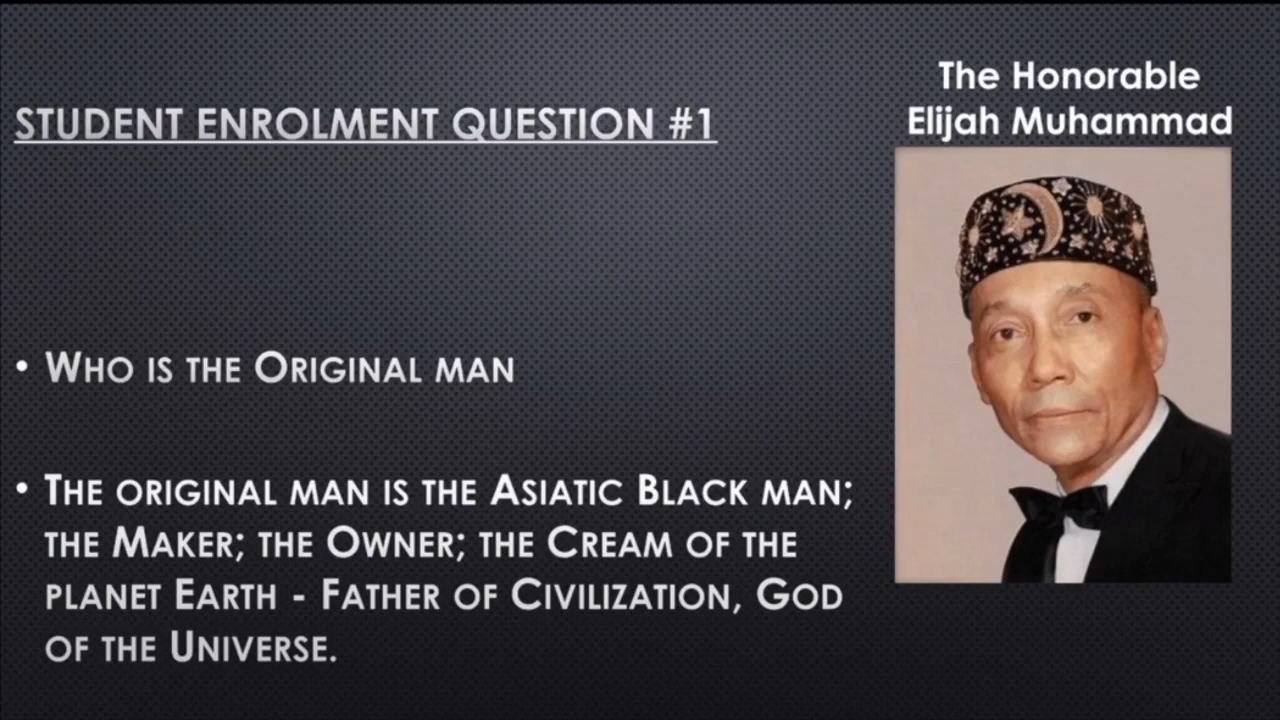 STUDENT ENROLMENT QUESTION #1
The Honorable
Elijah Muhammad
• WHO IS THE ORIGINAL MAN
• THE ORIGINAL MAN IS THE ASIATIC BLACK MAN;
THE MAKER; THE OWNER; THE CREAM OF THE
PLANET EARTH - FATHER OF CIVILIZATION, GOD
OF THE UNIVERSE.